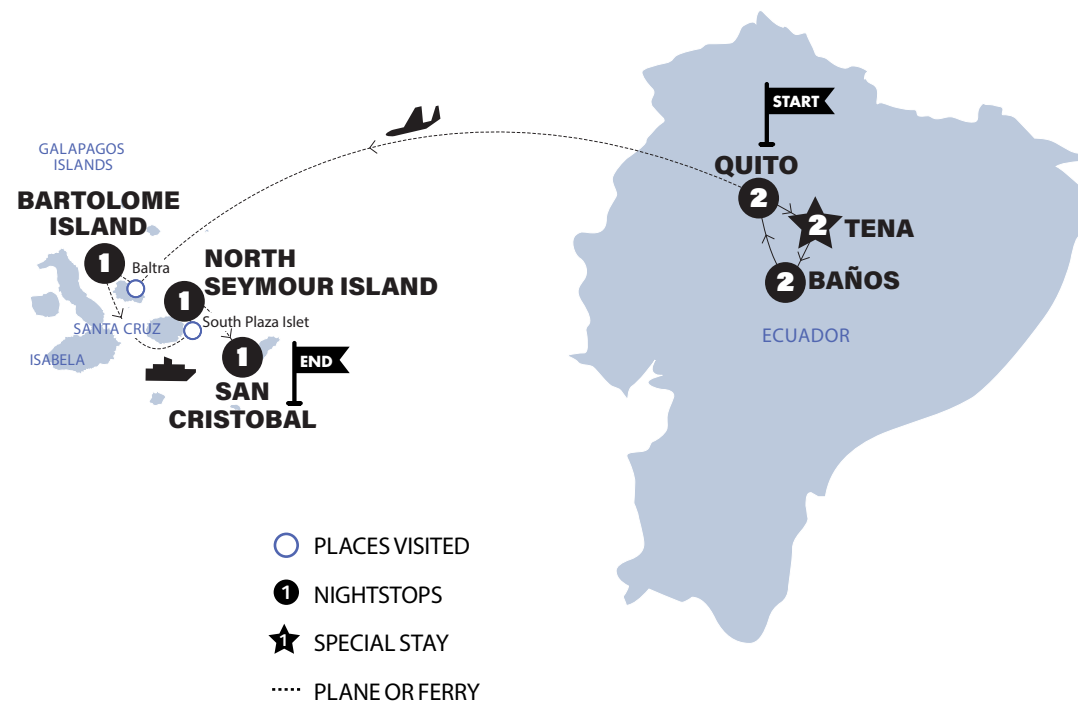 START
QUITO
2
2
TENA
2
BAÑOS
ECUADOR
GALAPAGOS
ISLANDS
BARTOLOME
ISLAND
1
Baltra
NORTH
SEYMOUR ISLAND
1
South Plaza Islet
SANTA CRUZ
ISABELA
1
END
SAN
CRISTOBAL
PLACES VISITED
1 NIGHTSTOPS
1 SPECIAL STAY
PLANE OR FERRY